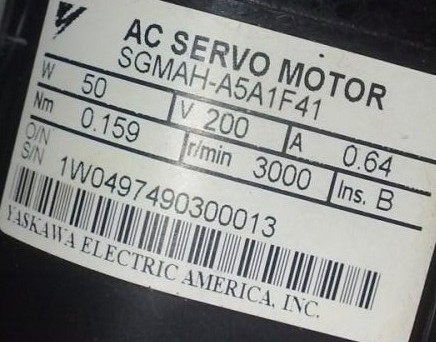 AC SERVO MOTOR
SGMAH-A5A1F41
W 50 V 200 A 0.64
Nm 0.159 r/min 3000 Ins. B
O/N
S/N 1W0497490300013
YASKAWA ELECTRIC AMERICA, INC.